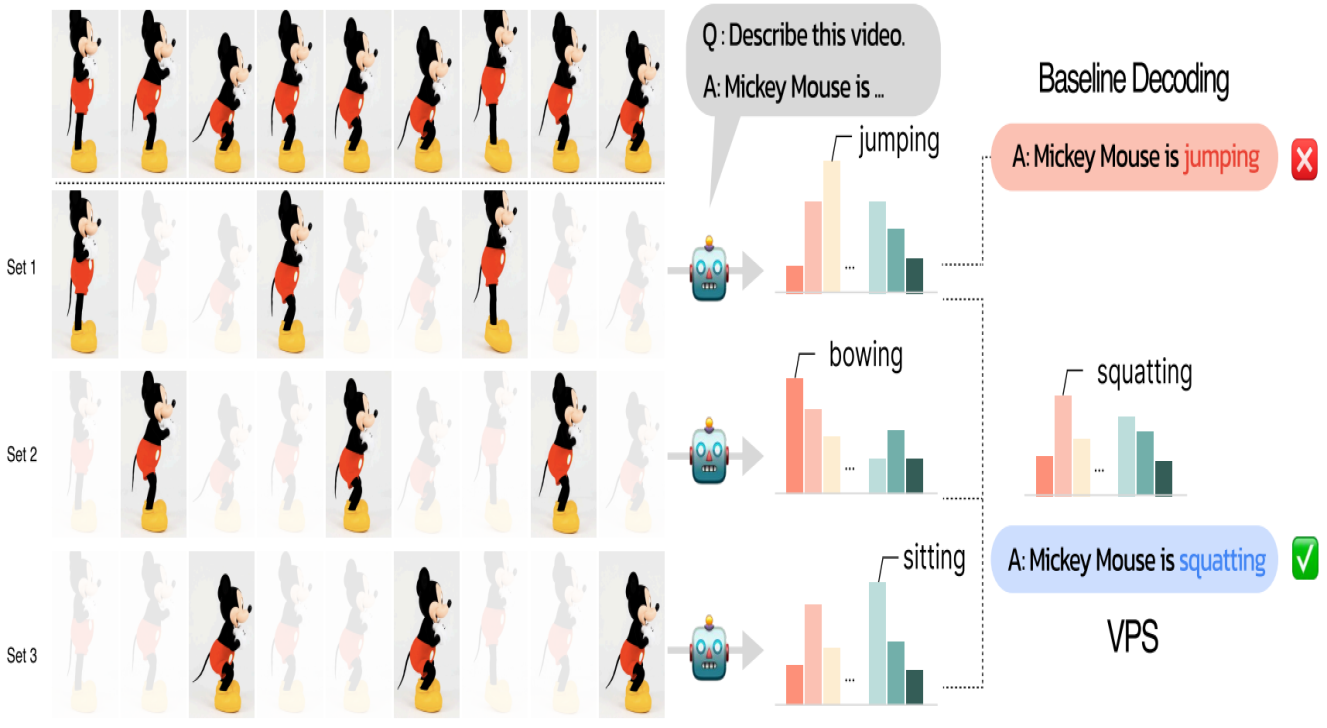 Q : Describe this video.
A: Mickey Mouse is ...
Baseline Decoding
jumping
A: Mickey Mouse is jumping
Set 1
...
bowing
squatting
Set 2
...
...
sitting
A: Mickey Mouse is squatting
VPS
Set 3
...